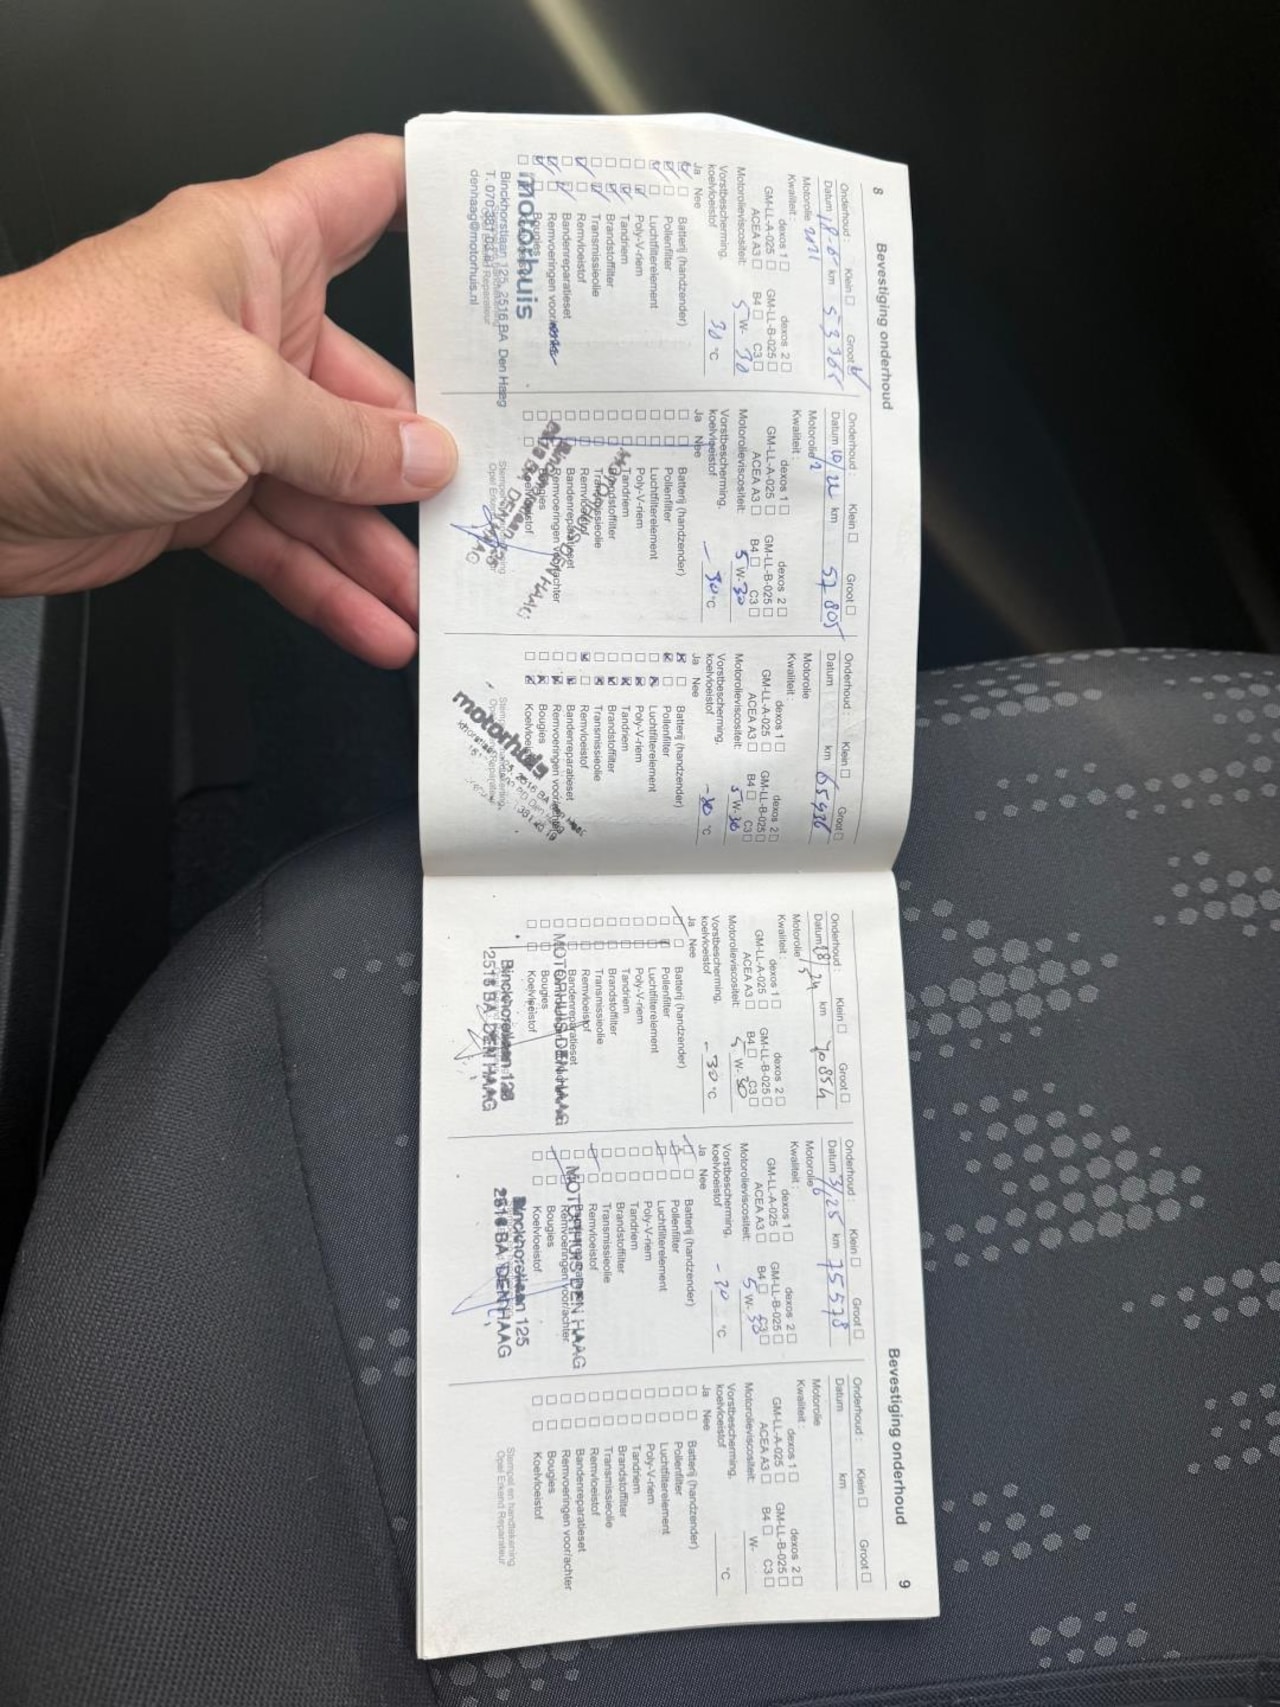 8
Bevestiging onderhoud
Onderhoud : Klein Groot
Datum 18-6- km 53365
Motorolie 2021
Kwaliteit : dexos 1 dexos 2
GM-LL-A-025 GM-LL-B-025
ACEA A3 B4 C3
Motorolieviscositeit: 5 W- 30
Vorstbescherming.
koelvloeistof 30 °C
Ja Nee
Batterij (handzender)
Pollenfilter
Luchtfilterelement
Poly-V-riem
Tandriem
Brandstoffilter
Transmissieolie
Remvloeistof
Bandenreparatieset
Remvoeringen voor/
Bougies
motorhuis
Binckhorstlaan 125, 2516 BA Den Haag
denhaag@motorhuis.nl
Onderhoud : Klein Groot
Datum km 57805
Motorolie
Kwaliteit : dexos 1 dexos 2
GM-LL-A-025 GM-LL-B-025
ACEA A3 B4 C3
Motorolieviscositeit: 5 W- 30
Vorstbescherming.
koelvloeistof - 30 °C
Ja Nee
Batterij (handzender)
Pollenfilter
Luchtfilterelement
Poly-V-riem
Tandriem
Brandstoffilter
Transmissieolie
Remvloeistof
Bandenreparatieset
Remvoeringen voor/achter
Bougies
Koelvloeistof
Onderhoud : Klein Groot
Datum km 65936
Motorolie
Kwaliteit : dexos 1 dexos 2
GM-LL-A-025 GM-LL-B-025
ACEA A3 B4 C3
Motorolieviscositeit: 5 W- 30
Vorstbescherming.
koelvloeistof - 30 °C
Ja Nee
Batterij (handzender)
Pollenfilter
Luchtfilterelement
Poly-V-riem
Tandriem
Brandstoffilter
Transmissieolie
Remvloeistof
Bandenreparatieset
Remvoeringen voor/achter
Bougies
motorhuis
Bevestiging onderhoud
9
Onderhoud : Klein Groot
Datum km 70854
Motorolie
Kwaliteit : dexos 1 dexos 2
GM-LL-A-025 GM-LL-B-025
ACEA A3 B4 C3
Motorolieviscositeit: 5 W- 30
Vorstbescherming.
koelvloeistof - 30 °C
Ja Nee
Batterij (handzender)
Pollenfilter
Luchtfilterelement
Poly-V-riem
Tandriem
Brandstoffilter
Transmissieolie
Remvloeistof
Bandenreparatieset
MOTORHUIS DEN HAAG
Bougies
Koelvloeistof
2516 BA DEN HAAG
Onderhoud : Klein Groot
Datum 3/25 km 75578
Motorolie
Kwaliteit : dexos 1 dexos 2
GM-LL-A-025 GM-LL-B-025
ACEA A3 B4 C3
Motorolieviscositeit: 5 W- 30
Vorstbescherming.
koelvloeistof - 30 °C
Ja Nee
Batterij (handzender)
Pollenfilter
Luchtfilterelement
Poly-V-riem
Tandriem
Brandstoffilter
Transmissieolie
Remvloeistof
MOTORHUIS DEN HAAG
Remvoeringen voor/achter
Bougies
Koelvloeistof
Binckhorstlaan 125
2516 BA DEN HAAG
Onderhoud : Klein Groot
Datum km
Motorolie
Kwaliteit : dexos 1 dexos 2
GM-LL-A-025 GM-LL-B-025
ACEA A3 B4 C3
Motorolieviscositeit: W-
Vorstbescherming.
koelvloeistof °C
Ja Nee
Batterij (handzender)
Pollenfilter
Luchtfilterelement
Poly-V-riem
Tandriem
Brandstoffilter
Transmissieolie
Remvloeistof
Bandenreparatieset
Remvoeringen voor/achter
Bougies
Koelvloeistof
Stempel en handtekening
Opel Erkend Reparateur